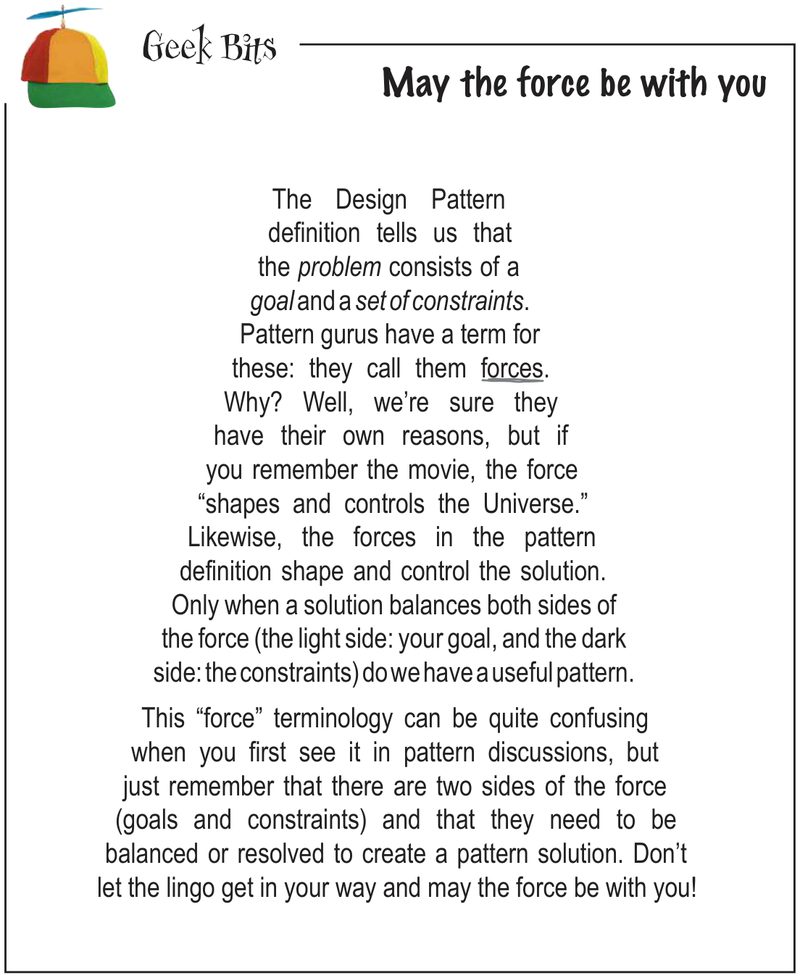 Geek Bits
May the force be with you
The Design Pattern
definition tells us that
the problem consists of a
goal and a set of constraints.
Pattern gurus have a term for
these: they call them forces.
Why? Well, we’re sure they
have their own reasons, but if
you remember the movie, the force
“shapes and controls the Universe.”
Likewise, the forces in the pattern
definition shape and control the solution.
Only when a solution balances both sides of
the force (the light side: your goal, and the dark
side: the constraints) do we have a useful pattern.
This “force” terminology can be quite confusing
when you first see it in pattern discussions, but
just remember that there are two sides of the force
(goals and constraints) and that they need to be
balanced or resolved to create a pattern solution. Don’t
let the lingo get in your way and may the force be with you!